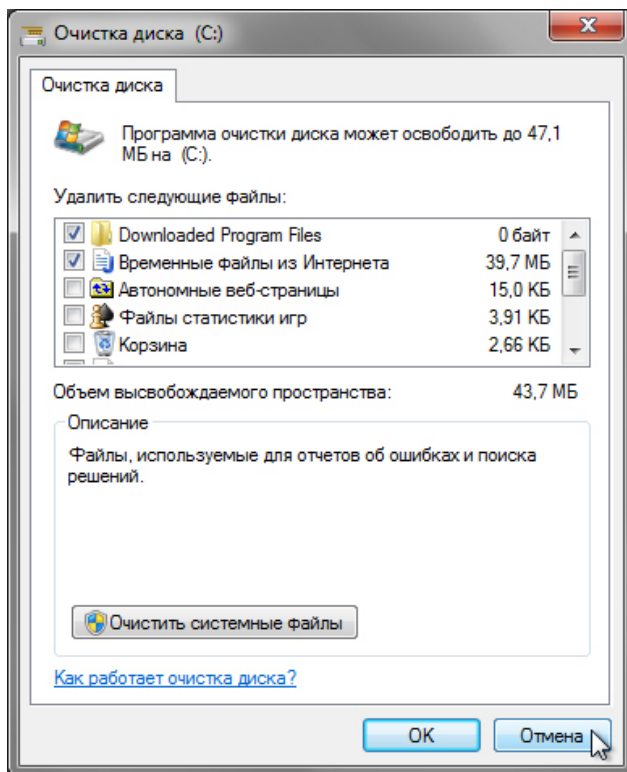 Очистка диска (C:)
Очистка диска
Программа очистки диска может освободить до 47,1
МБ на (C:).
Удалить следующие файлы:
Downloaded Program Files 0 байт
Временные файлы из Интернета 39,7 МБ
Автономные веб-страницы 15,0 КБ
Файлы статистики игр 3,91 КБ
Корзина 2,66 КБ
Объем высвобождаемого пространства: 43,7 МБ
Описание
Файлы, используемые для отчетов об ошибках и поиска
решений.
Очистить системные файлы
Как работает очистка диска?
OK Отмена